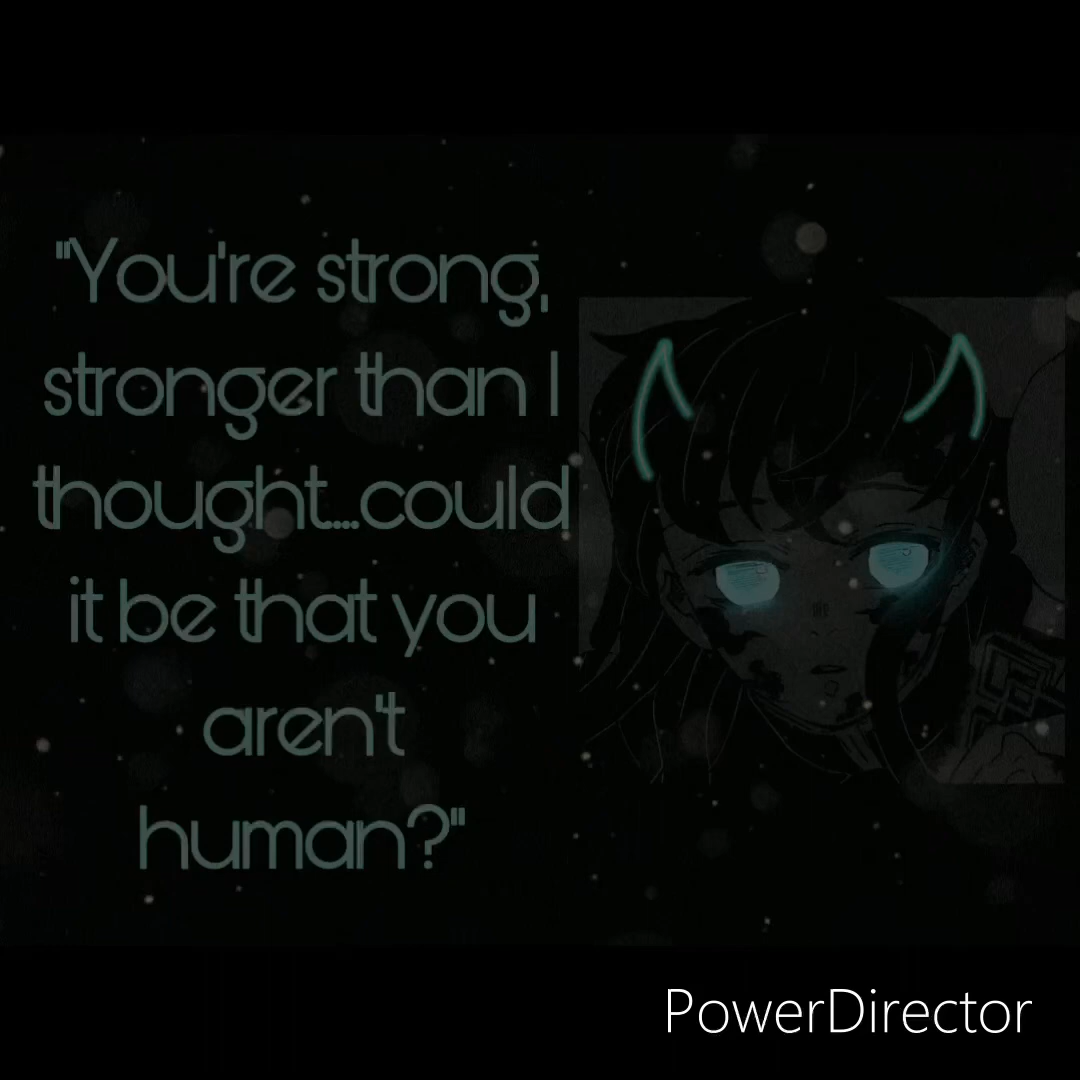 "You're strong,
stronger than I
thought....could
it be that you
aren't
human?"
PowerDirector